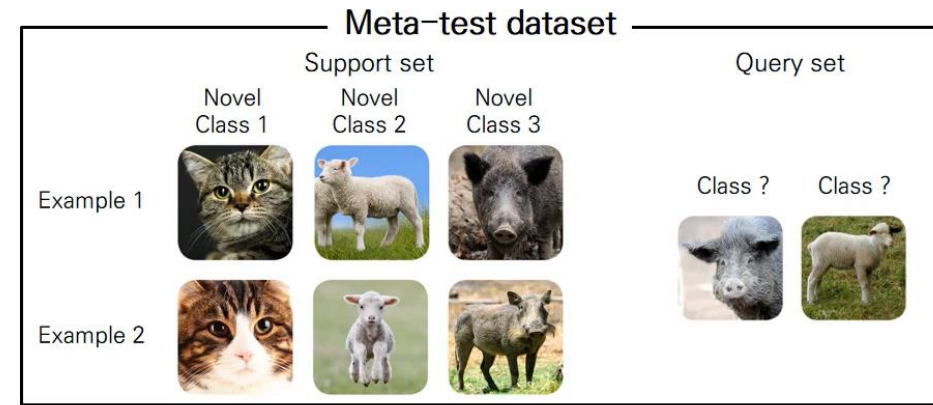 Meta-test dataset
Support set
Query set
Novel Class 1
Novel Class 2
Novel Class 3
Example 1
Class ?
Class ?
Example 2